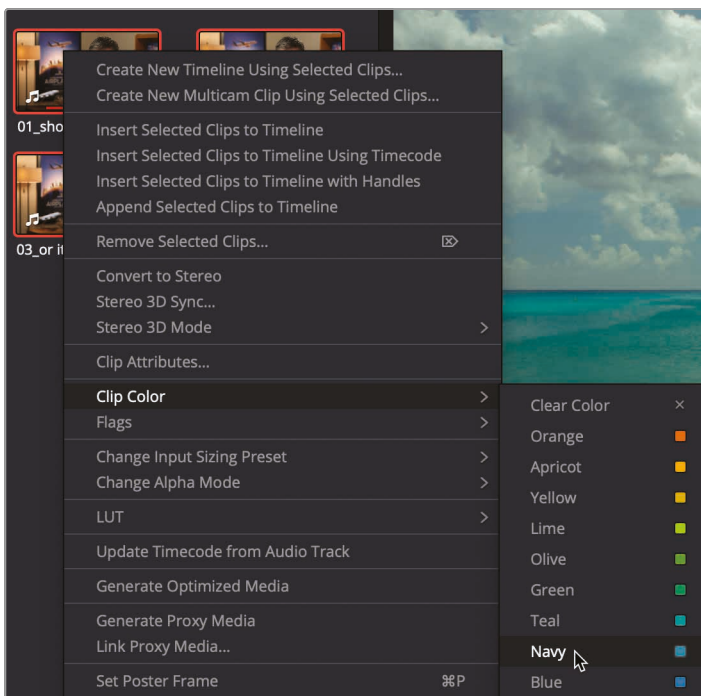 Create New Timeline Using Selected Clips...
Create New Multicam Clip Using Selected Clips...
01_sho
Insert Selected Clips to Timeline
Insert Selected Clips to Timeline Using Timecode
Insert Selected Clips to Timeline with Handles
Append Selected Clips to Timeline
03_or it
Remove Selected Clips...
Convert to Stereo
Stereo 3D Sync...
Stereo 3D Mode
Clip Attributes...
Clip Color
Flags
Change Input Sizing Preset
Change Alpha Mode
LUT
Update Timecode from Audio Track
Generate Optimized Media
Generate Proxy Media
Link Proxy Media...
Set Poster Frame ⌘P
Clear Color ×
Orange
Apricot
Yellow
Lime
Olive
Green
Teal
Navy
Blue